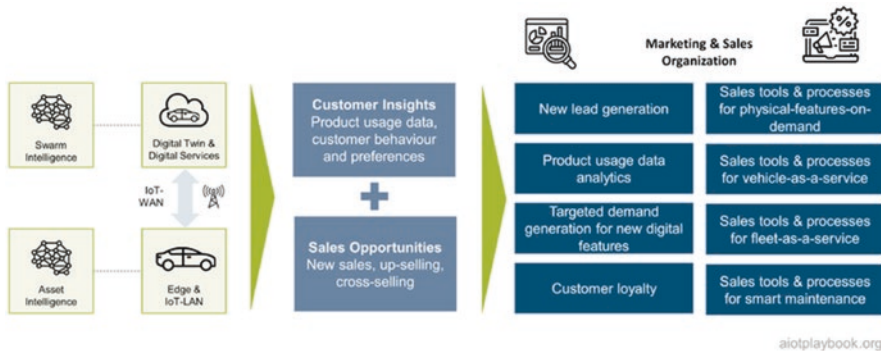 Marketing & Sales
Organization
Swarm
Intelligence
Digital Twin &
Digital Services
IoT-
WAN
Asset
Intelligence
Edge &
IoT-LAN
Customer Insights
Product usage data,
customer behaviour
and preferences
Sales Opportunities
New sales, up-selling,
cross-selling
New lead generation
Product usage data
analytics
Targeted demand
generation for new digital
features
Customer loyalty
Sales tools & processes
for physical-features-on-
demand
Sales tools & processes
for vehicle-as-a-service
Sales tools & processes
for fleet-as-a-service
Sales tools & processes
for smart maintenance
aiotplaybook.org